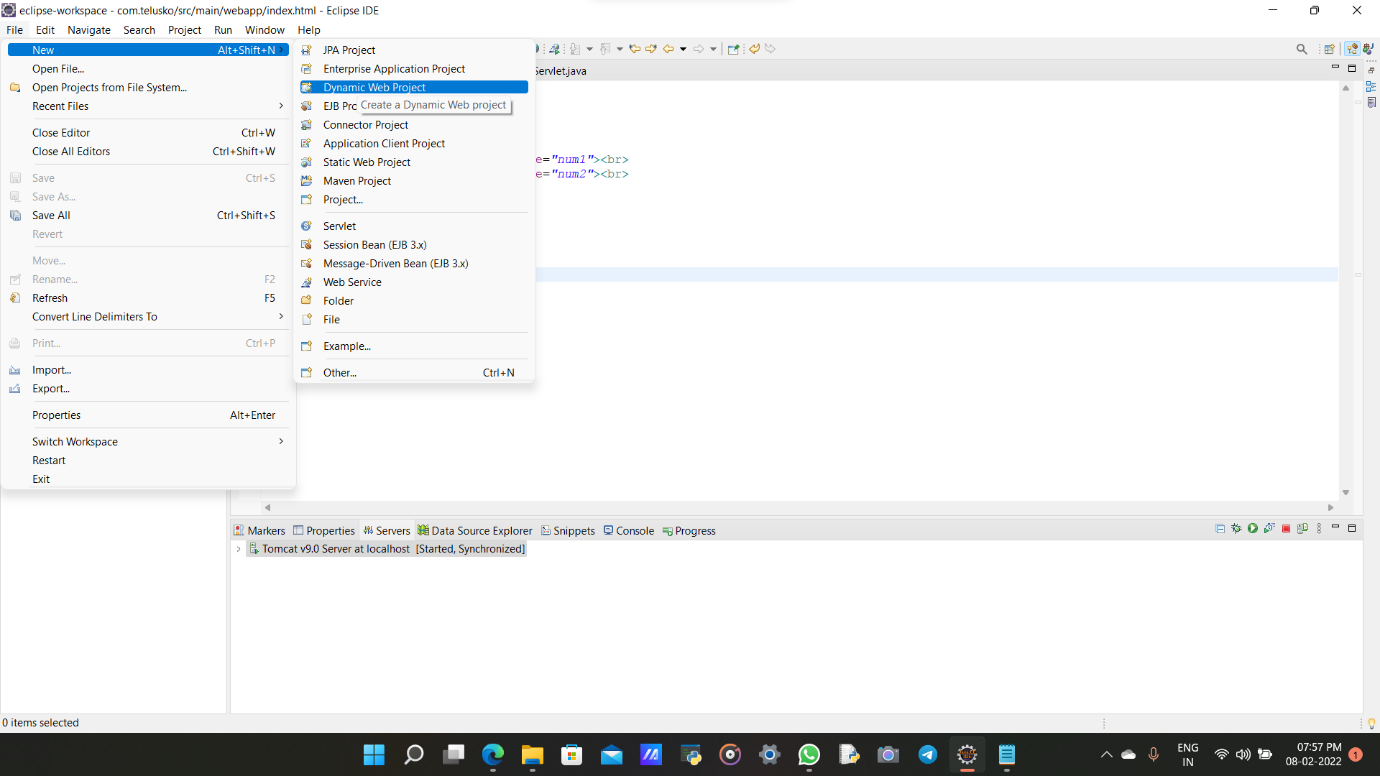 eclipse-workspace - com.telusko/src/main/webapp/index.html - Eclipse IDE
File Edit Navigate Search Project Run Window Help
New Alt+Shift+N
Open File...
Open Projects from File System...
Recent Files
Close Editor Ctrl+W
Close All Editors Ctrl+Shift+W
Save Ctrl+S
Save As...
Save All Ctrl+Shift+S
Revert
Move...
Rename... F2
Refresh F5
Convert Line Delimiters To
Print... Ctrl+P
Import...
Export...
Properties Alt+Enter
Switch Workspace
Restart
Exit
JPA Project
Enterprise Application Project
Dynamic Web Project
EJB Pro
Create a Dynamic Web project
Connector Project
Application Client Project
Static Web Project
Maven Project
Project...
Servlet
Session Bean (EJB 3.x)
Message-Driven Bean (EJB 3.x)
Web Service
Folder
File
Example...
Other... Ctrl+N
Servlet.java
e="num1"><br>
e="num2"><br>
Markers Properties Servers Data Source Explorer Snippets Console Progress
Tomcat v9.0 Server at localhost [Started, Synchronized]
0 items selected
ENG
IN
07:57 PM
08-02-2022
1